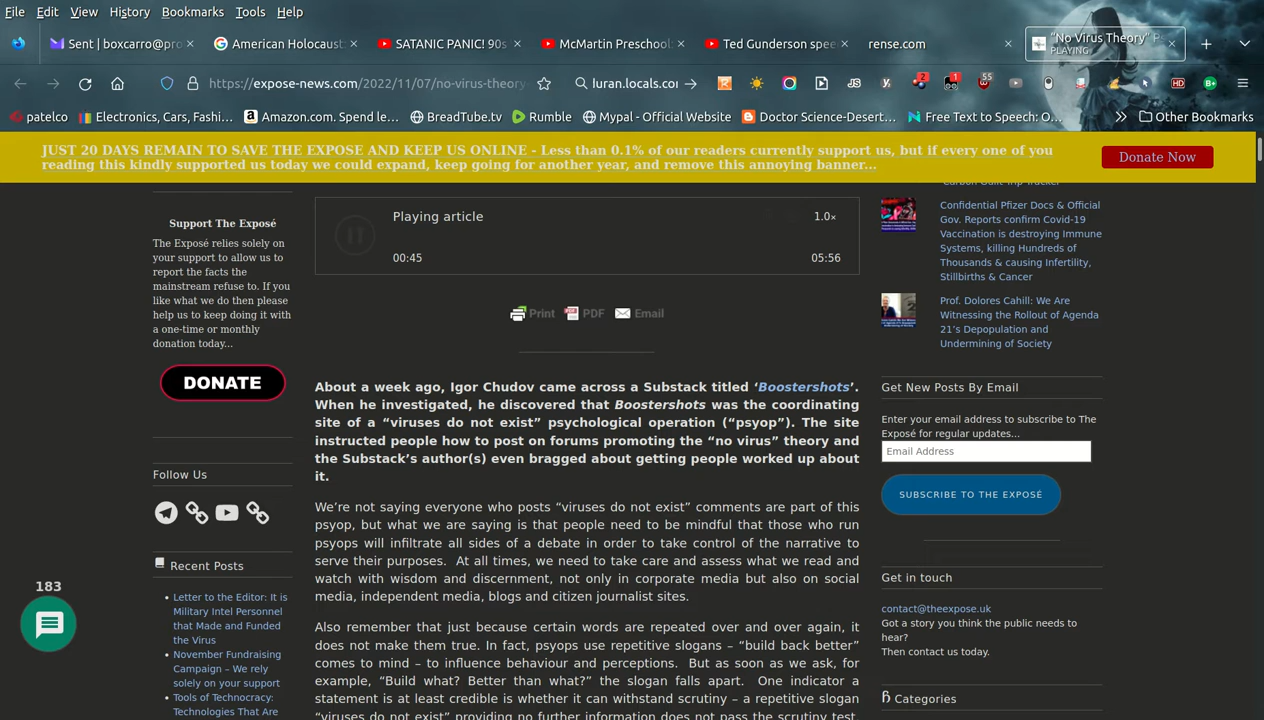 File Edit View History Bookmarks Tools Help
Sent | boxcarro@pro
American Holocaust:
SATANIC PANIC! 90s
McMartin Preschool:
Ted Gunderson spee
rense.com
"No Virus Theory" Ps
PLAYING
https://expose-news.com/2022/11/07/no-virus-theory-
luran.locals.co
JS
2
1
55
HD
B+
patelco
Electronics, Cars, Fashi...
Amazon.com. Spend le...
BreadTube.tv
Rumble
Mypal - Official Website
Doctor Science-Desert...
Free Text to Speech: O...
Other Bookmarks
JUST 20 DAYS REMAIN TO SAVE THE EXPOSE AND KEEP US ONLINE - Less than 0.1% of our readers currently support us, but if every one of you
reading this kindly supported us today we could expand, keep going for another year, and remove this annoying banner...
Donate Now
Support The Exposé
The Exposé relies solely on
your support to allow us to
report the facts the
mainstream refuse to. If you
like what we do then please
help us to keep doing it with
a one-time or monthly
donation today...
DONATE
Follow Us
Recent Posts
Letter to the Editor: It is
Military Intel Personnel
that Made and Funded
the Virus
November Fundraising
Campaign – We rely
solely on your support
Tools of Technocracy:
Technologies That Are
183
Playing article
1.0×
00:45
05:56
Print
PDF
Email
About a week ago, Igor Chudov came across a Substack titled ‘Boostershots’.
When he investigated, he discovered that Boostershots was the coordinating
site of a “viruses do not exist” psychological operation (“psyop”). The site
instructed people how to post on forums promoting the “no virus” theory and
the Substack’s author(s) even bragged about getting people worked up about
it.
We’re not saying everyone who posts “viruses do not exist” comments are part of this
psyop, but what we are saying is that people need to be mindful that those who run
psyops will infiltrate all sides of a debate in order to take control of the narrative to
serve their purposes. At all times, we need to take care and assess what we read and
watch with wisdom and discernment, not only in corporate media but also on social
media, independent media, blogs and citizen journalist sites.
Also remember that just because certain words are repeated over and over again, it
does not make them true. In fact, psyops use repetitive slogans – “build back better”
comes to mind – to influence behaviour and perceptions. But as soon as we ask, for
example, “Build what? Better than what?” the slogan falls apart. One indicator a
statement is at least credible is whether it can withstand scrutiny – a repetitive slogan
“viruses do not exist” providing no further information does not pass the scrutiny test.
Carbon Guilt-Trip Tracker
Confidential Pfizer Docs & Official
Gov. Reports confirm Covid-19
Vaccination is destroying Immune
Systems, killing Hundreds of
Thousands & causing Infertility,
Stillbirths & Cancer
Prof. Dolores Cahill: We Are
Witnessing the Rollout of Agenda
21’s Depopulation and
Undermining of Society
Get New Posts By Email
Enter your email address to subscribe to The
Exposé for regular updates...
Email Address
SUBSCRIBE TO THE EXPOSÉ
Get in touch
contact@theexpose.uk
Got a story you think the public needs to
hear?
Then contact us today.
Categories